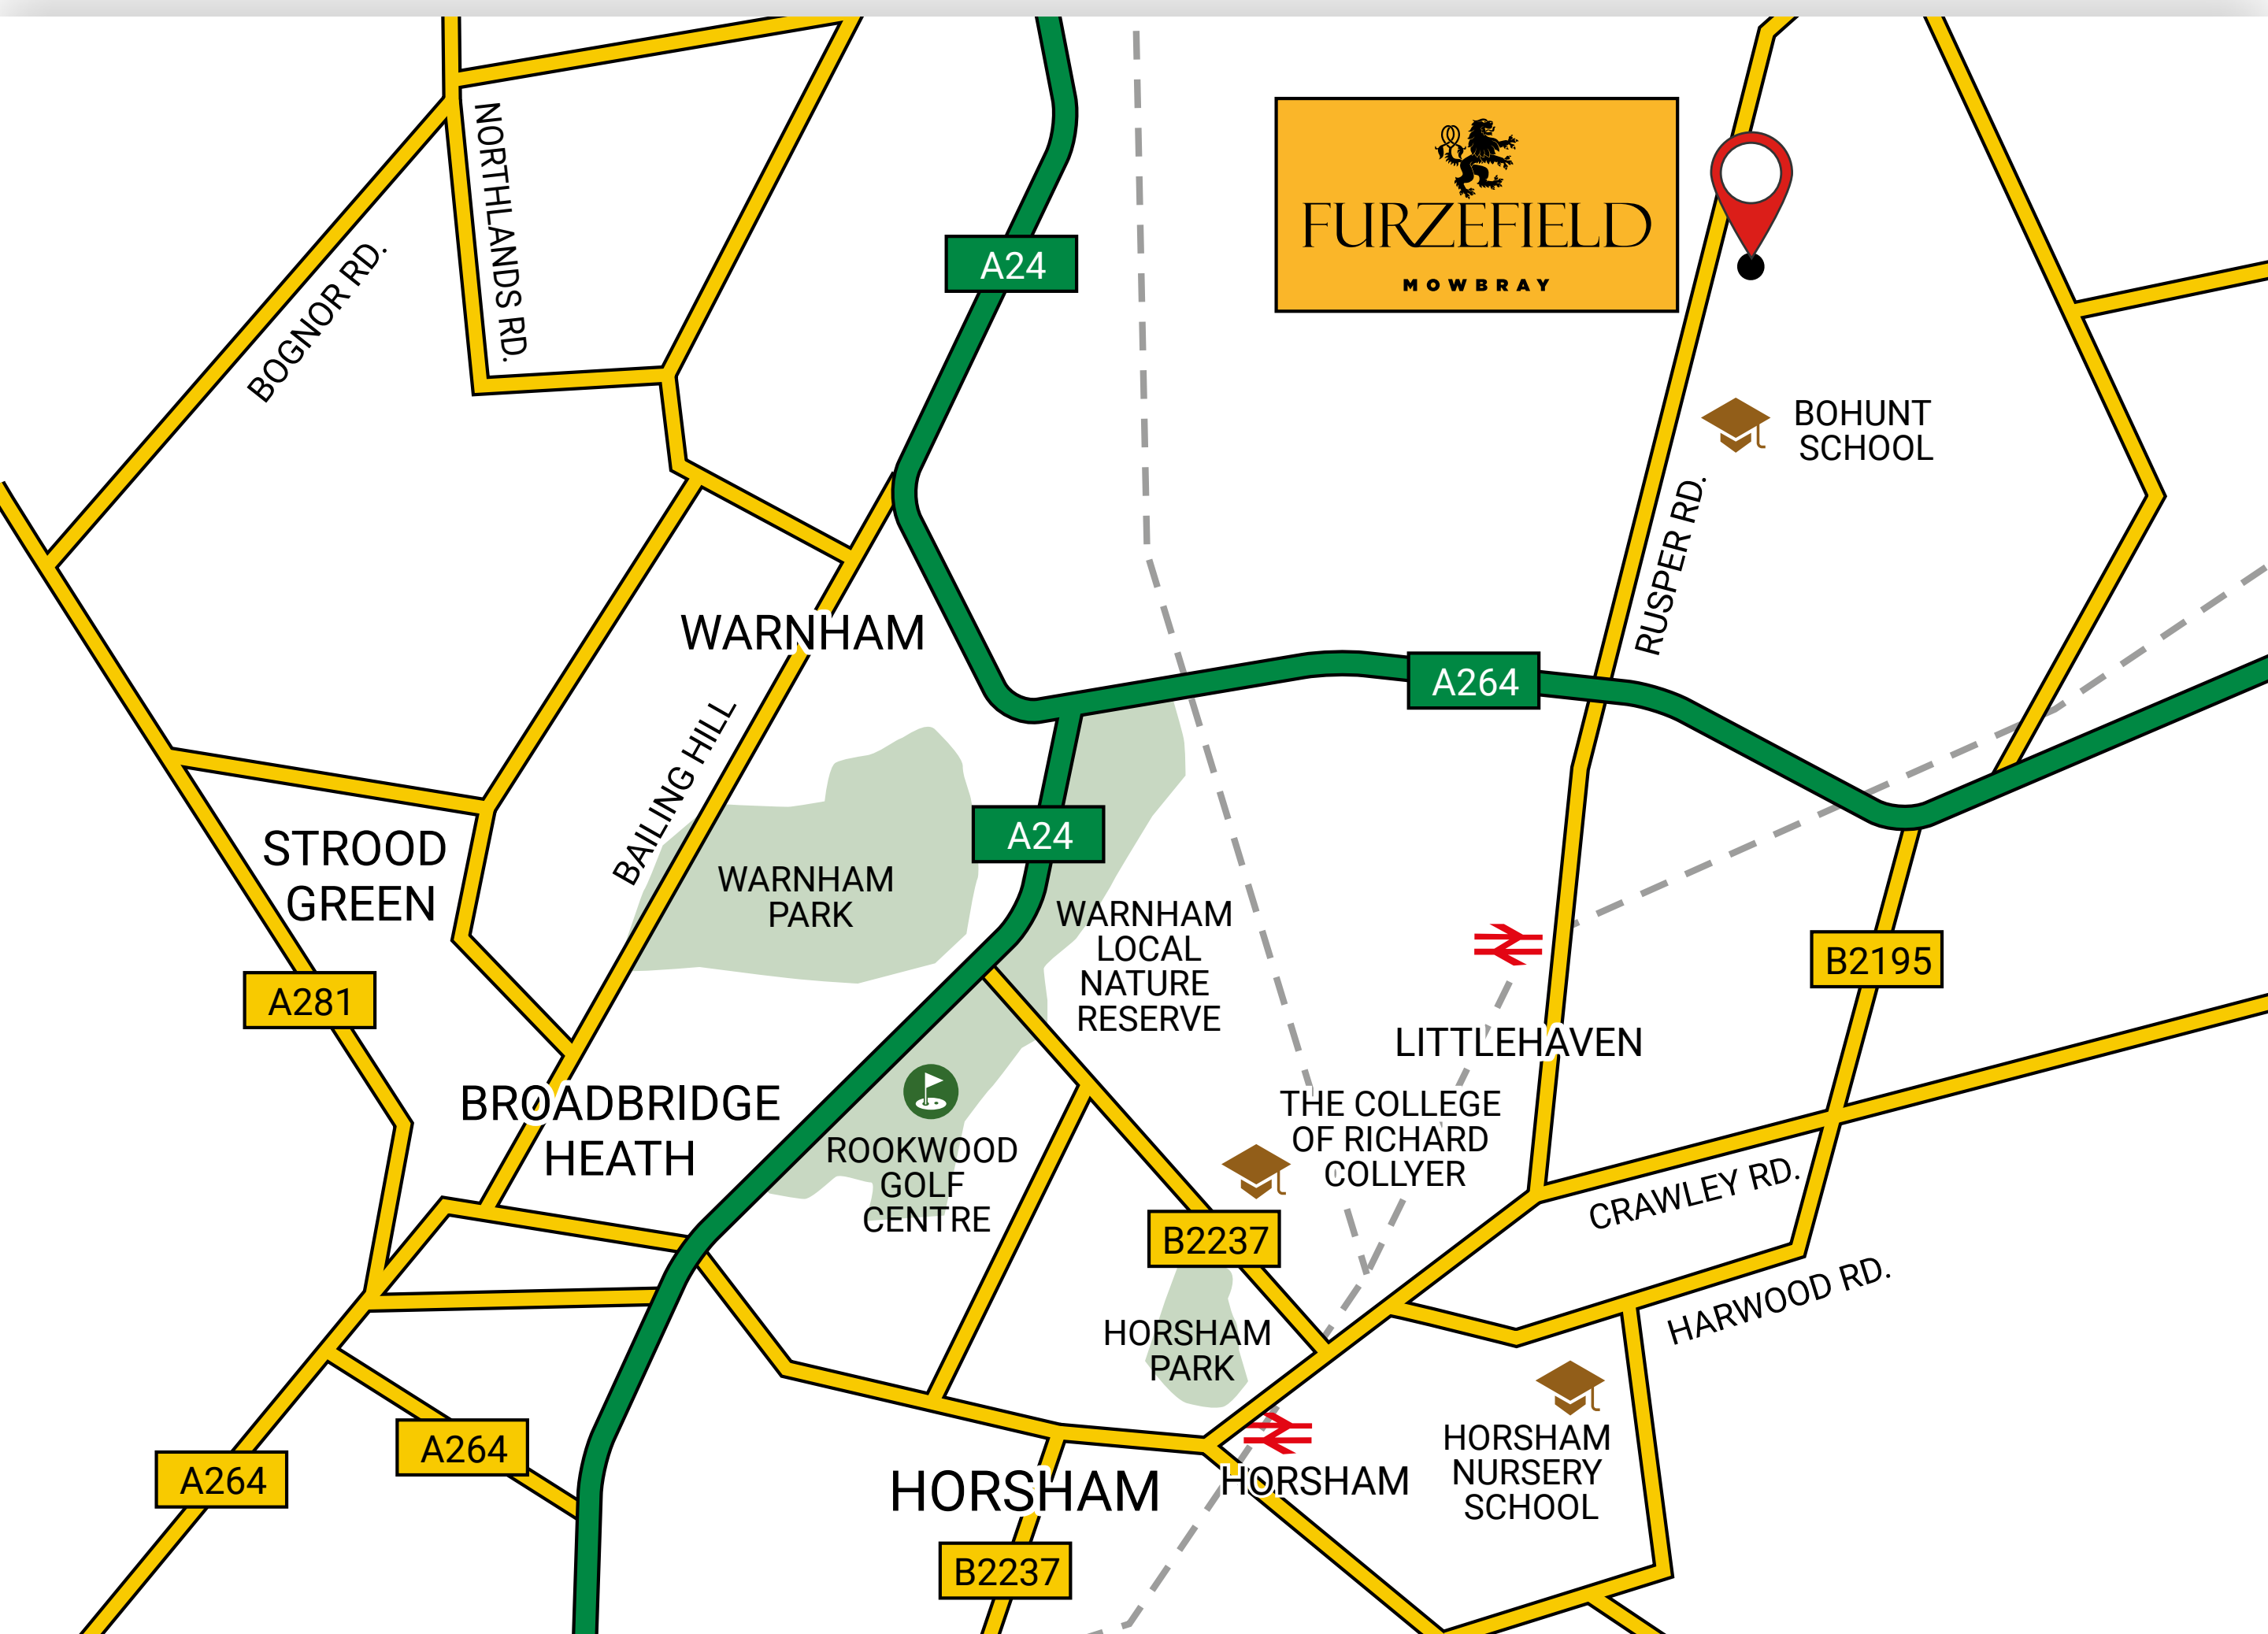 NORTHLANDS RD.
BOGNOR RD.
A24
FURZEFIELD
MOWBRAY
BOHUNT
SCHOOL
RUSPER RD.
WARNHAM
A264
BAILING HILL
STROOD
GREEN
A24
WARNHAM
PARK
WARNHAM
LOCAL
NATURE
RESERVE
B2195
A281
LITTLEHAVEN
BROADBRIDGE
HEATH
THE COLLEGE
OF RICHARD
COLLYER
ROOKWOOD
GOLF
CENTRE
CRAWLEY RD.
B2237
HARWOOD RD.
HORSHAM
PARK
A264
A264
HORSHAM
HORSHAM
HORSHAM
NURSERY
SCHOOL
B2237